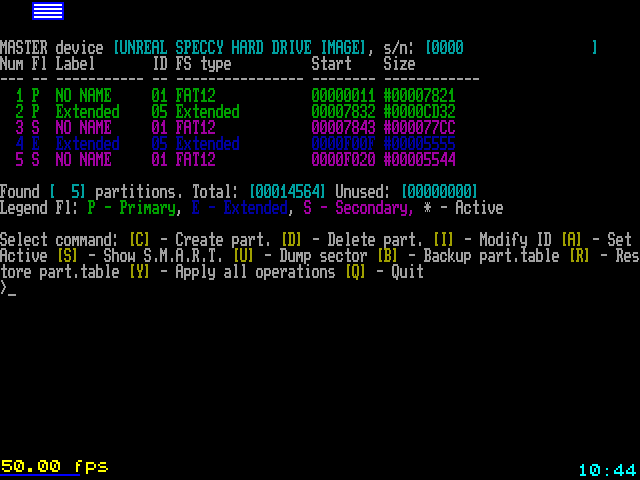 MASTER device [UNREAL SPECCY HARD DRIVE IMAGE], s/n: [0000                ]
Num Fl Label        ID FS type          Start    Size
--- -- ------------ -- ---------------- -------- ------------
  1 P  NO NAME      01 FAT12            00000011 #00007821
  2 P  Extended     05 Extended         00007832 #0000CD32
  3 S  NO NAME      01 FAT12            00007843 #000077CC
  4 E  Extended     05 Extended         0000F00F #00005555
  5 S  NO NAME      01 FAT12            0000F020 #00005544
Found [  5] partitions. Total: [00014564] Unused: [00000000]
Legend Fl: P - Primary, E - Extended, S - Secondary, * - Active
Select command: [C] - Create part. [D] - Delete part. [I] - Modify ID [A] - Set
Active [S] - Show S.M.A.R.T. [U] - Dump sector [B] - Backup part.table [R] - Res
tore part.table [Y] - Apply all operations [Q] - Quit
>_
50.00 fps
10:44